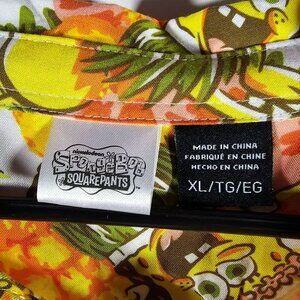 nickelodeon
SpongeBob
SQUAREPANTS
MADE IN CHINA
FABRIQUÉ EN CHINE
HECHO EN CHINA
XL/TG/EG